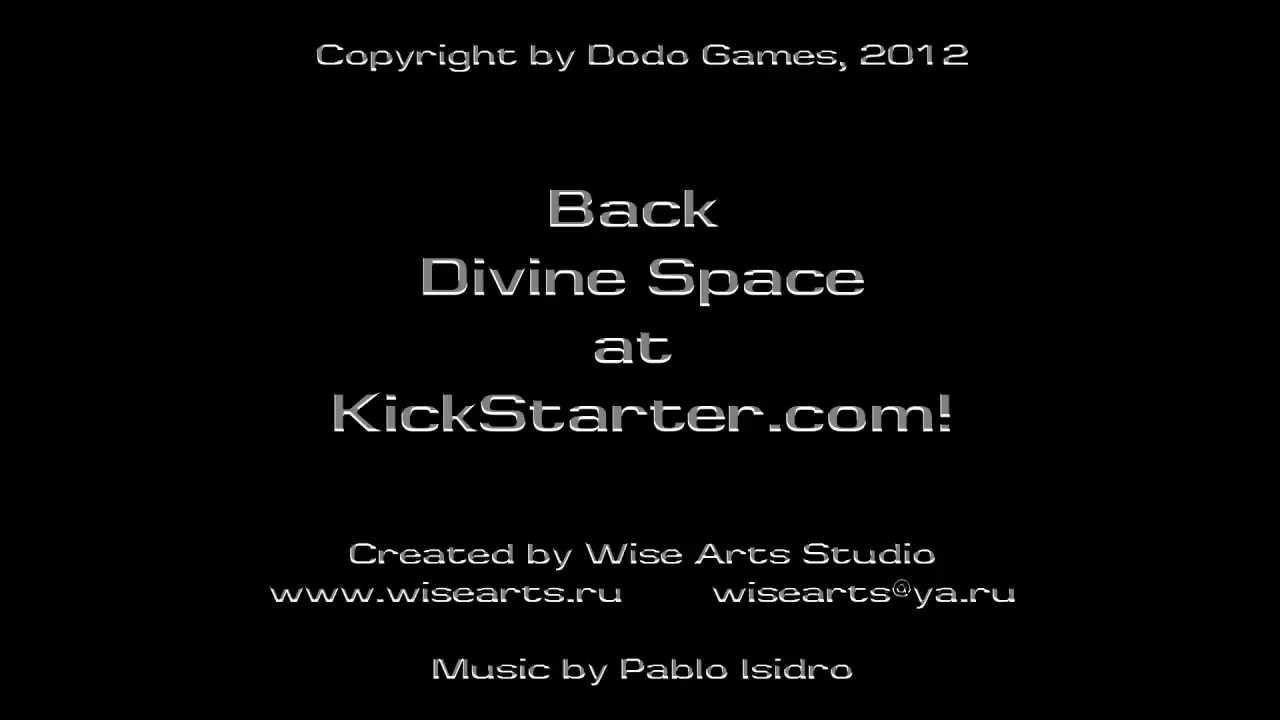 Copyright by Dodo Games, 2012
Back
Divine Space
at
KickStarter.com!
Created by Wise Arts Studio
www.wisearts.ru wisearts@ya.ru
Music by Pablo Isidro